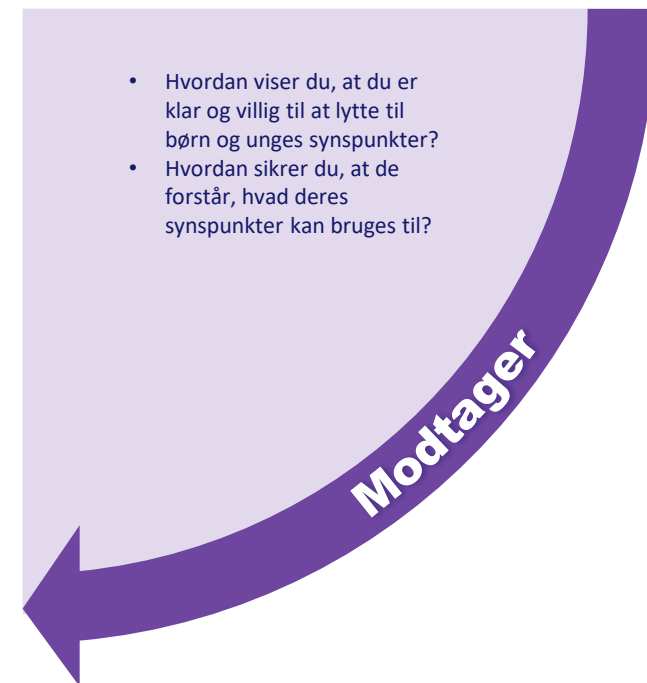 • Hvordan viser du, at du er
klar og villig til at lytte til
børn og unges synspunkter?
• Hvordan sikrer du, at de
forstår, hvad deres
synspunkter kan bruges til?
Modtager